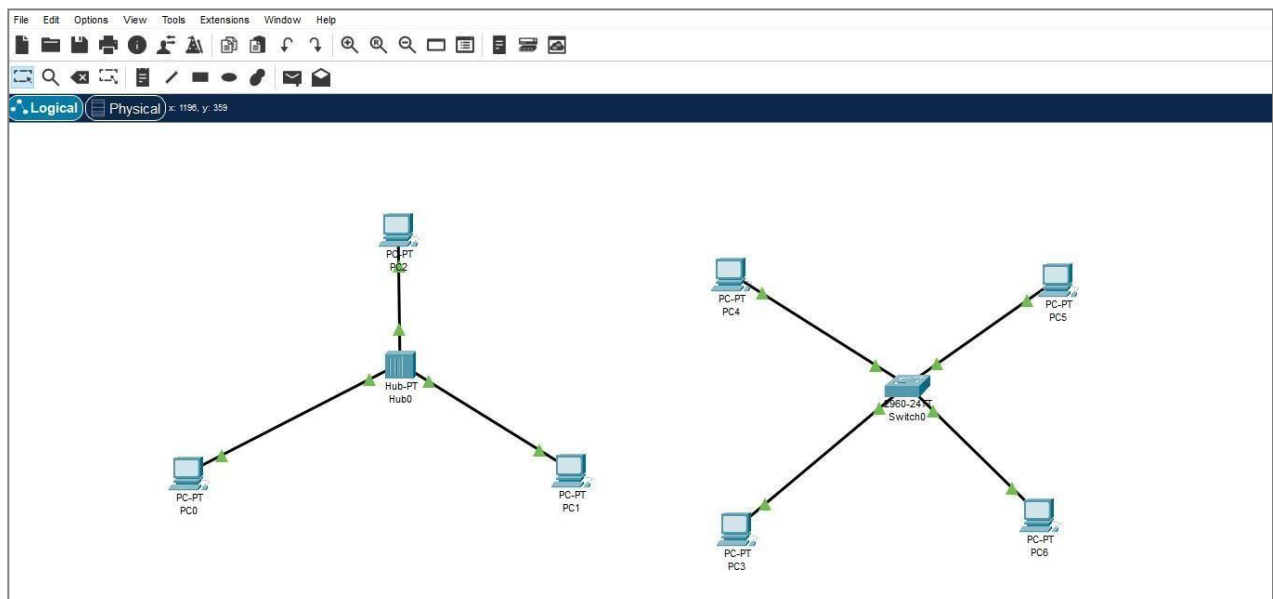 File Edit Options View Tools Extensions Window Help
Logical Physical x: 1196, y: 359
PC-PT
PC2
PC-PT
PC4
PC-PT
PC5
Hub-PT
Hub0
2960-24TT
Switch0
PC-PT
PC0
PC-PT
PC1
PC-PT
PC3
PC-PT
PC6